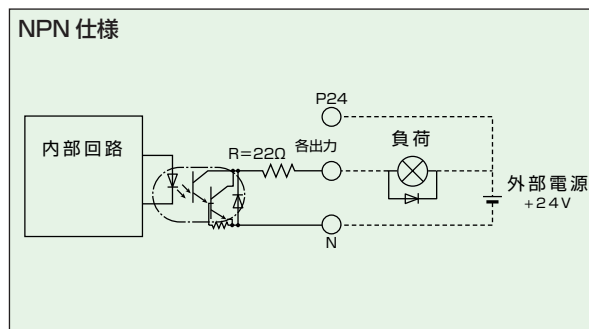 NPN 仕様
P24
内部回路
R=22Ω
各出力
負荷
外部電源
+24V
N